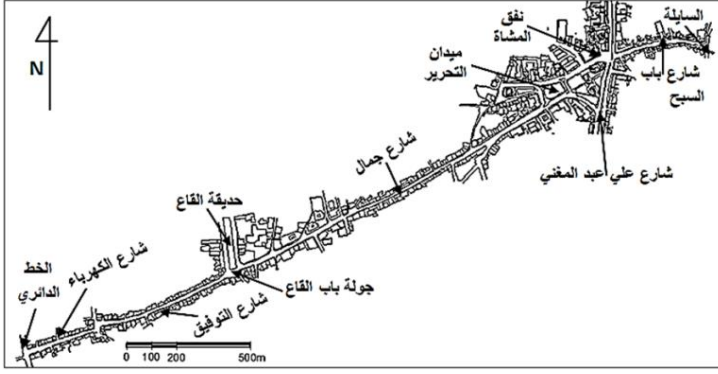 السايلة
نفق
المشاة
ميدان
التحرير
شارع باب
السبح
N
شارع علي عبد المغني
شارع جمال
حديقة القاع
شارع الكهرباء
الخط
الدائري
جولة باب القاع
شارع التوفيق
0 100 200 500m